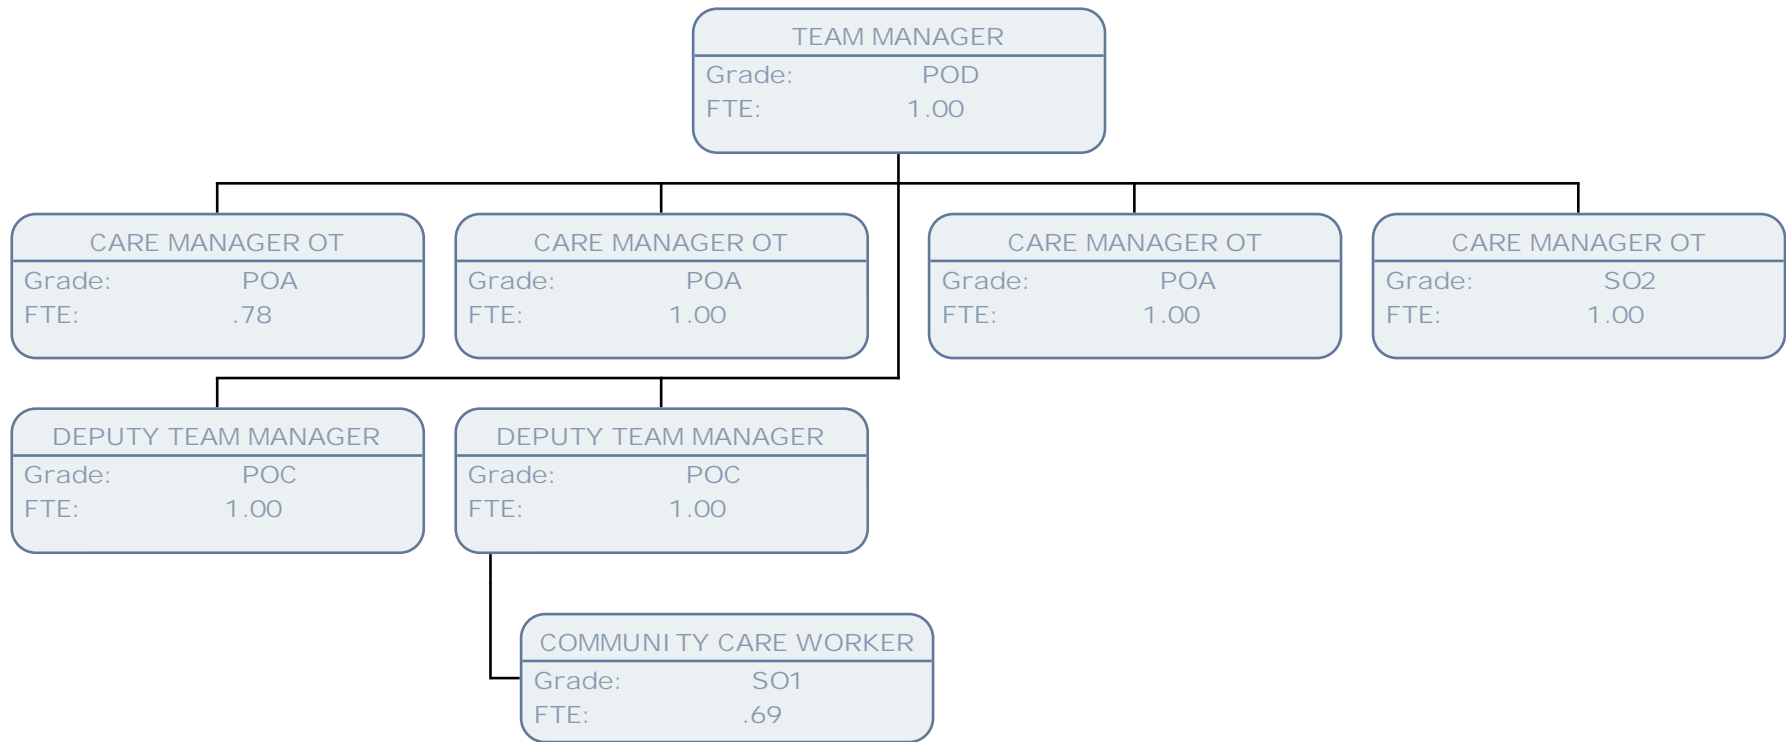 TEAM MANAGER
Grade: POD
FTE: 1.00
CARE MANAGER OT
Grade: POA
FTE: .78
CARE MANAGER OT
Grade: POA
FTE: 1.00
CARE MANAGER OT
Grade: POA
FTE: 1.00
CARE MANAGER OT
Grade: SO2
FTE: 1.00
DEPUTY TEAM MANAGER
Grade: POC
FTE: 1.00
DEPUTY TEAM MANAGER
Grade: POC
FTE: 1.00
COMMUNITY CARE WORKER
Grade: SO1
FTE: .69